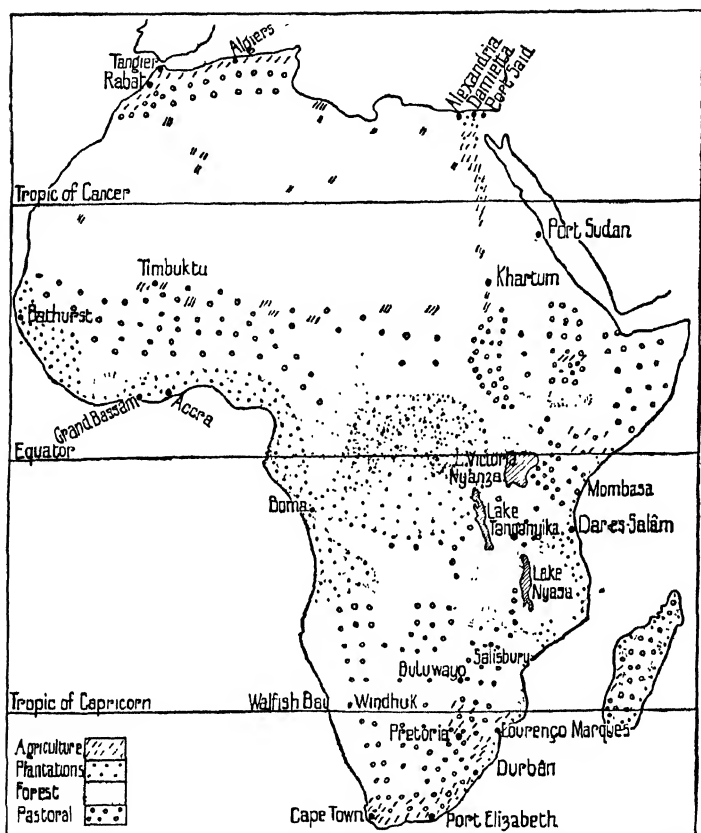 Algiers
Tangier
Rabat
Alexandria
Damietta
Port Said
Tropic of Cancer
Port Sudan
Timbuktu
Khartum
Bathurst
Grand Bassam
Accra
Equator
L. Victoria
Nyanza
Mombasa
Boma
Lake
Tanganyika
Dar-es-Salâm
Lake
Nyasa
Salisbury
Buluwayo
Tropic of Capricorn
Walfish Bay
Windhuk
Pretoria
Lourenço Marques
Agriculture
Plantations
Forest
Pastoral
Durbân
Cape Town
Port Elizabeth